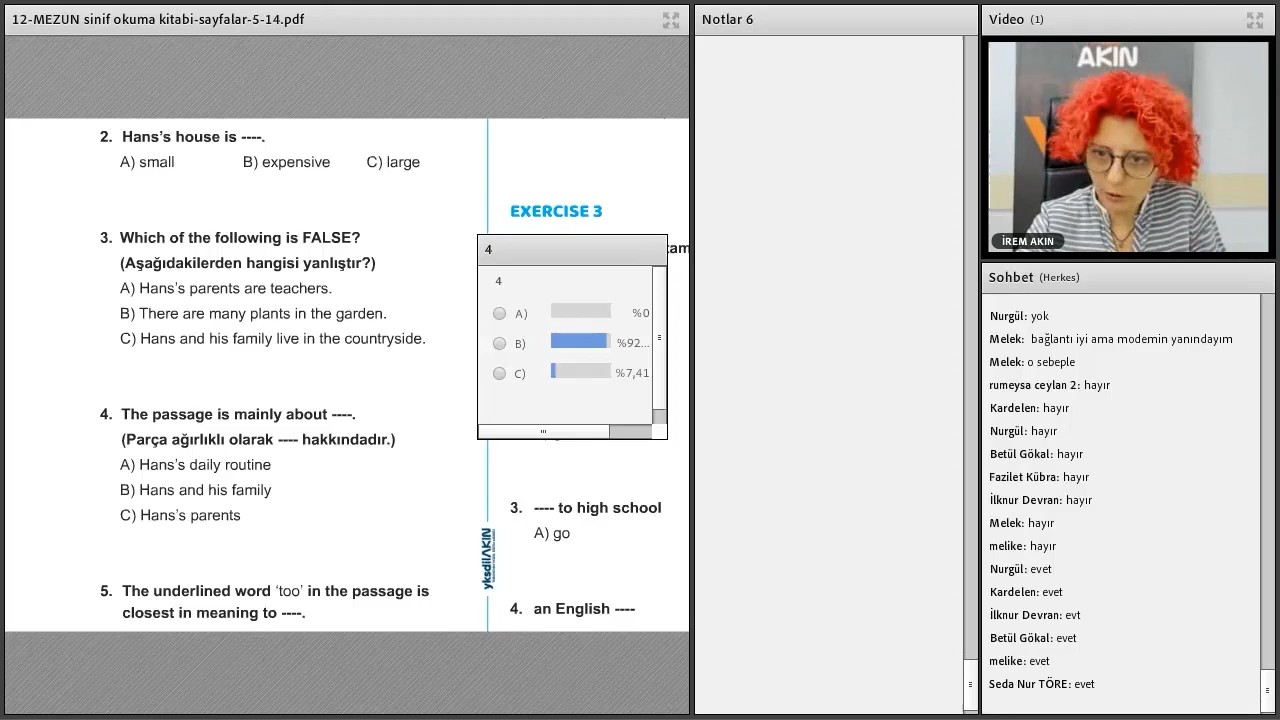 12-MEZUN sinif okuma kitabi-sayfalar-5-14.pdf
2. Hans's house is ----.
A) small B) expensive C) large
3. Which of the following is FALSE?
(Aşağıdakilerden hangisi yanlıştır?)
A) Hans's parents are teachers.
B) There are many plants in the garden.
C) Hans and his family live in the countryside.
4. The passage is mainly about ----.
(Parça ağırlıklı olarak ---- hakkındadır.)
A) Hans's daily routine
B) Hans and his family
C) Hans's parents
5. The underlined word 'too' in the passage is
closest in meaning to ----.
yksdilAKIN
EXERCISE 3
4
4
A) %0
B) %92...
C) %7,41
3. ---- to high school
A) go
4. an English ----
Notlar 6
Video (1)
AKIN
İREM AKIN
Sohbet (Herkes)
Nurgül: yok
Melek: bağlantı iyi ama modemin yanındayım
Melek: o sebeple
rumeysa ceylan 2: hayır
Kardelen: hayır
Nurgül: hayır
Betül Gökal: hayır
Fazilet Kübra: hayır
İlknur Devran: hayır
Melek: hayır
melike: hayır
Nurgül: evet
Kardelen: evet
İlknur Devran: evt
Betül Gökal: evet
melike: evet
Seda Nur TÖRE: evet